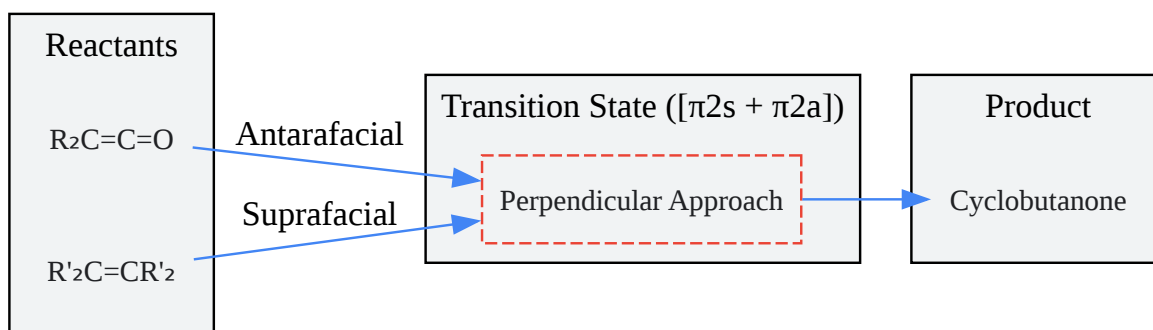 Reactants
R₂C=C=O
R'₂C=CR'₂
Antarafacial
Suprafacial
Transition State ([π2s + π2a])
Perpendicular Approach
Product
Cyclobutanone